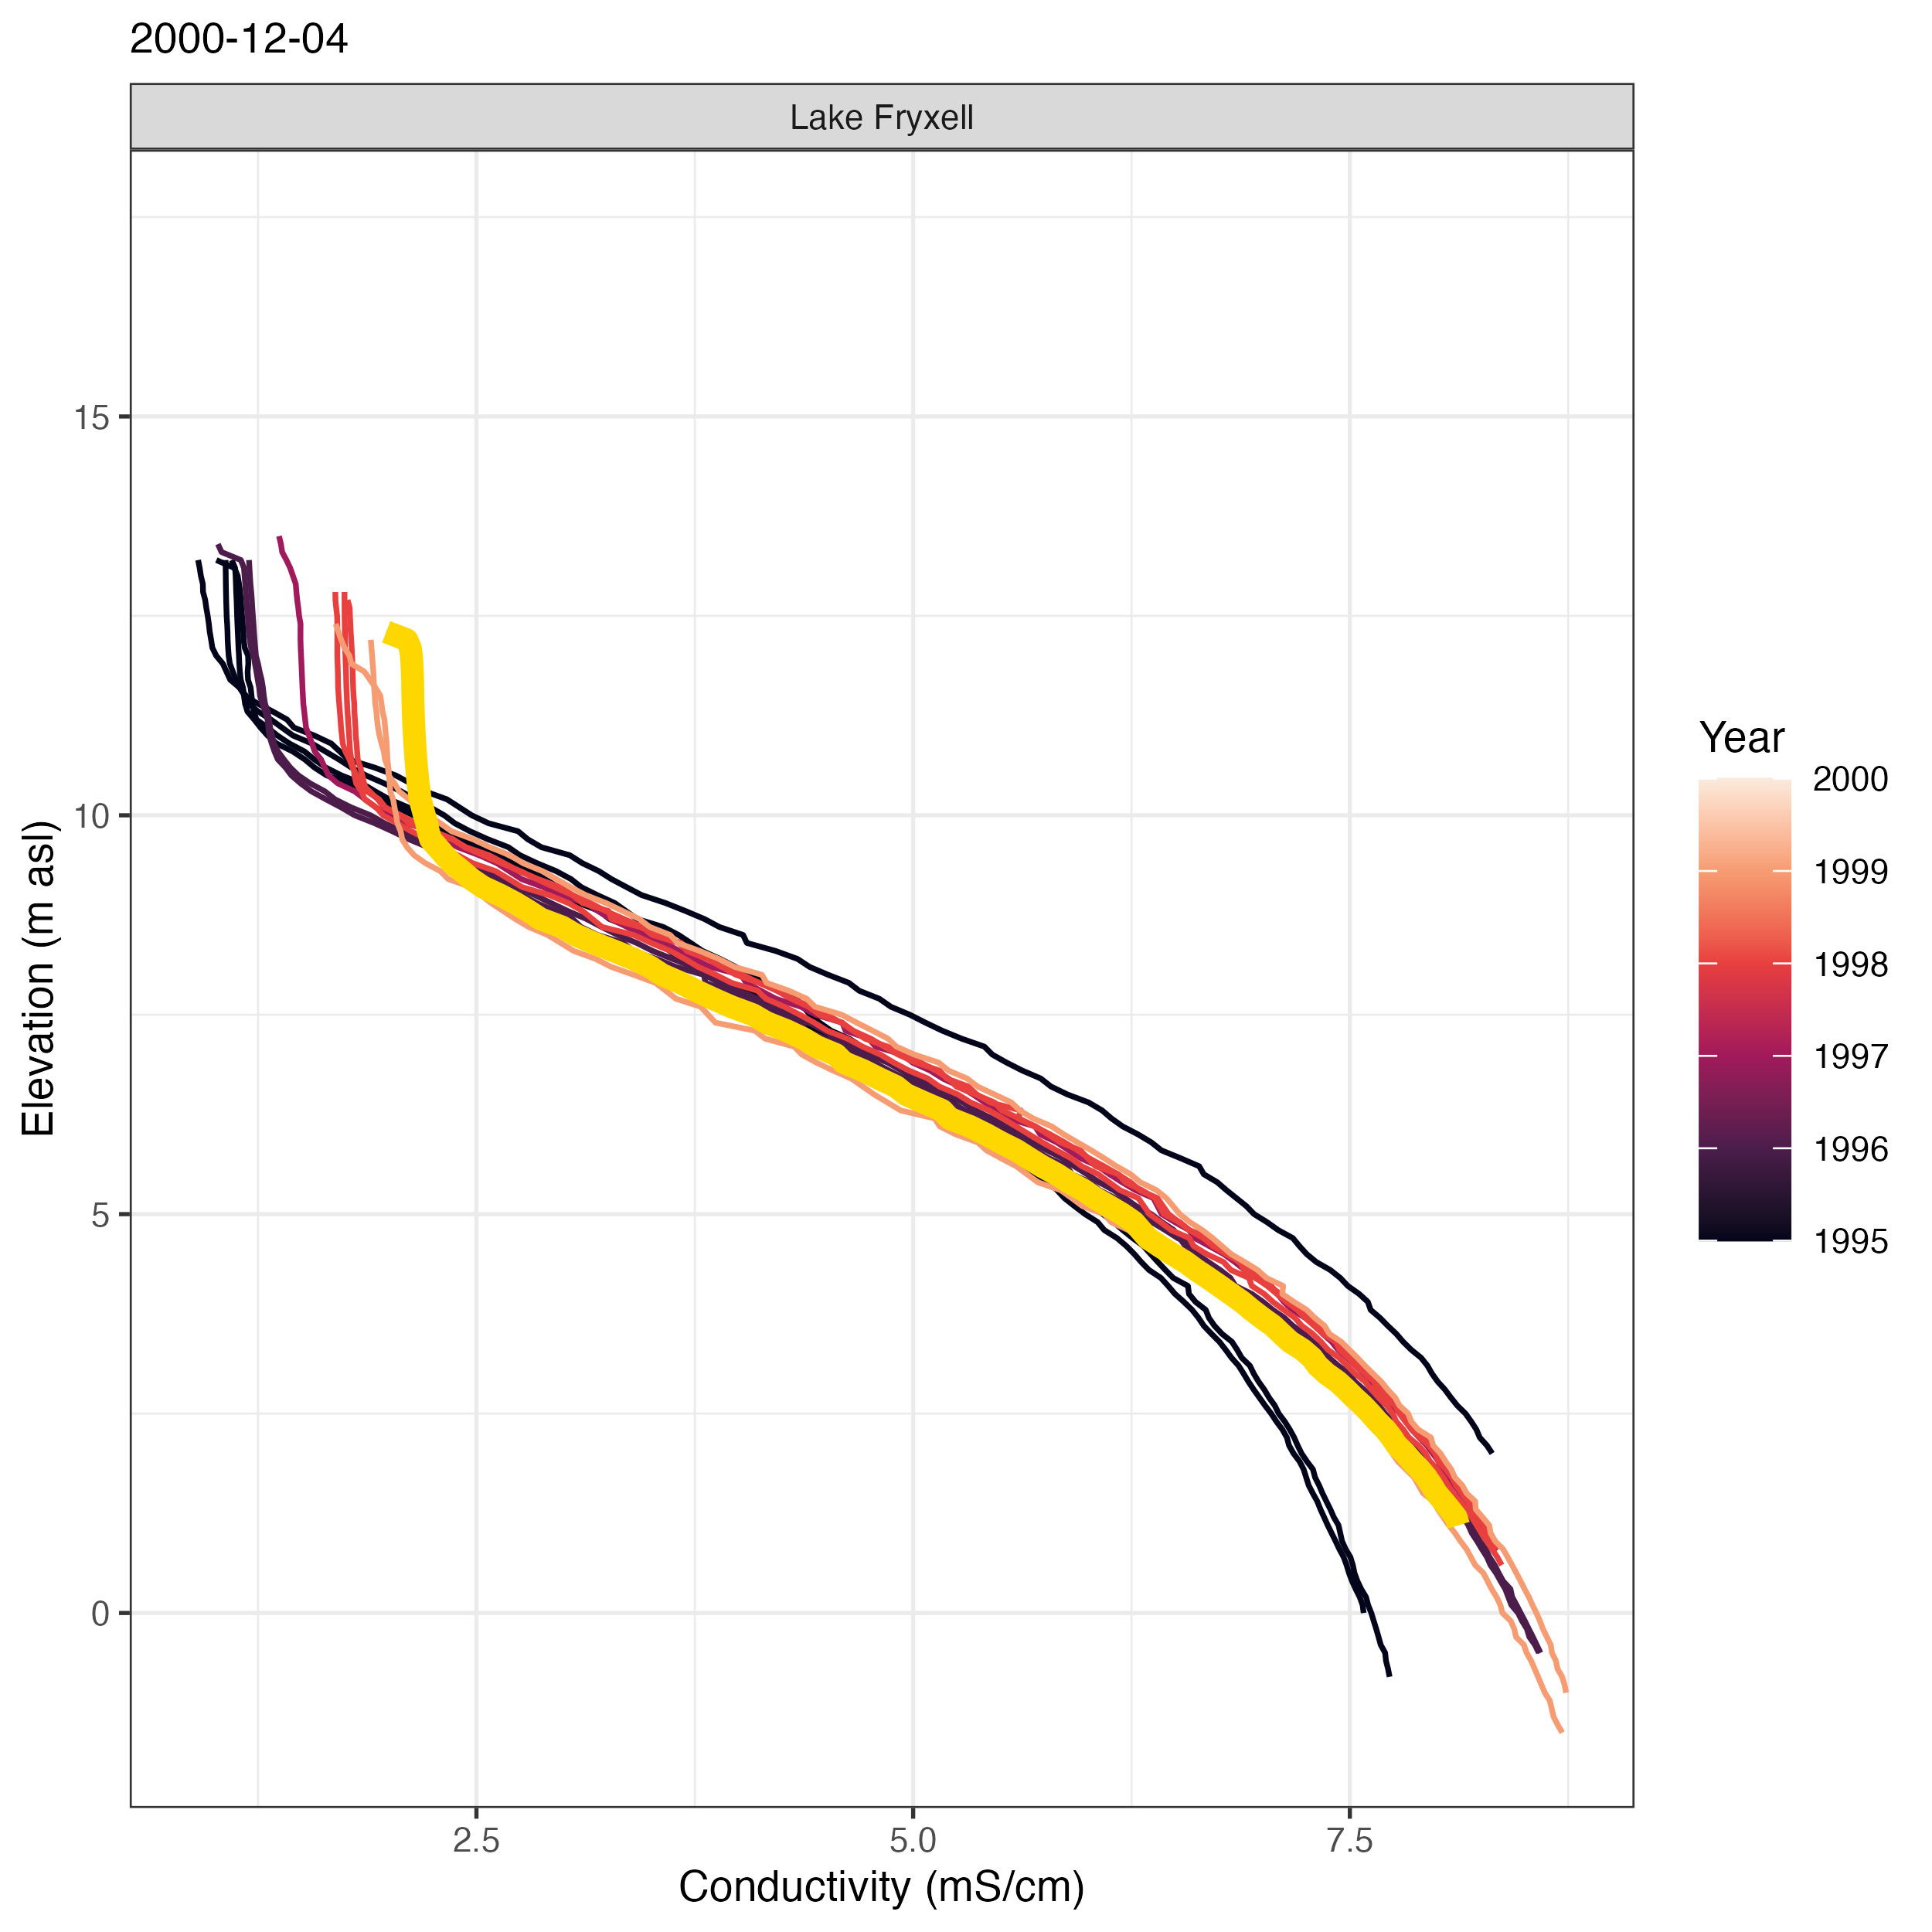 2000-12-04
Lake Fryxell
15
10
5
0
Elevation (m asl)
2.5 5.0 7.5
Conductivity (mS/cm)
Year
2000
1999
1998
1997
1996
1995